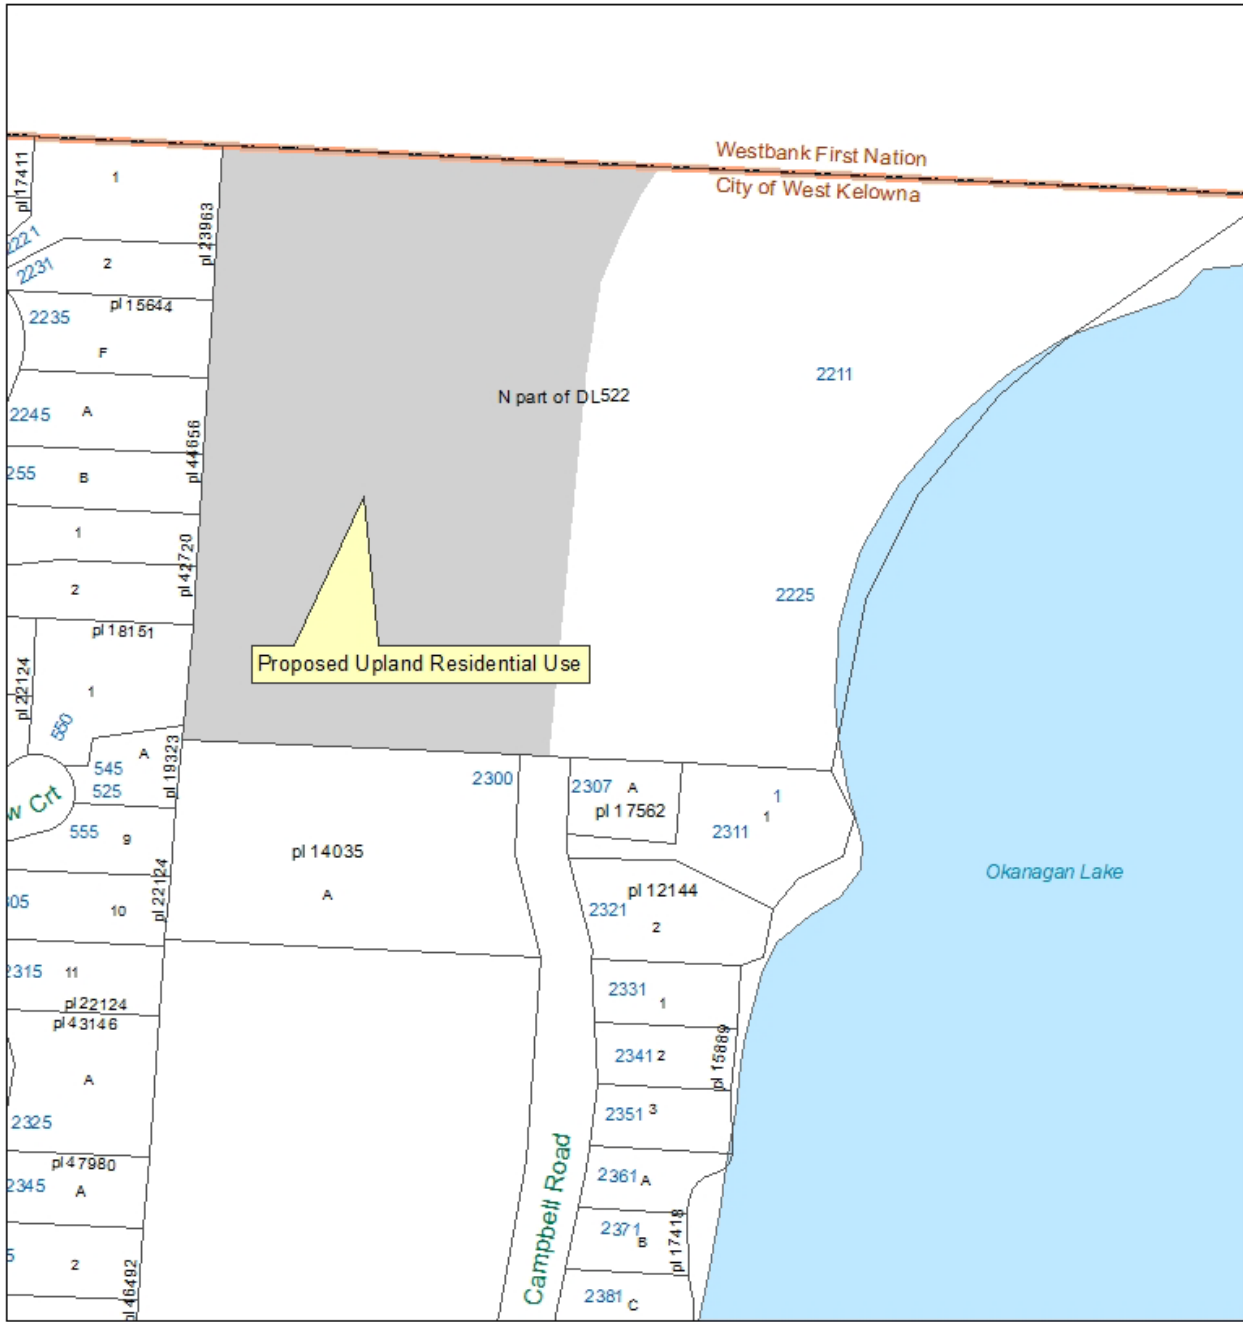 Westbank First Nation
City of West Kelowna
pl 17411
1
pl 23963
2221
2231
2
pl 15644
2235
F
2211
N part of DL522
2245
A
pl 44656
255
B
1
pl 42720
2
2225
pl 18151
Proposed Upland Residential Use
pl 22124
1
550
A
545
pl 19323
525
2300
2307
A
pl 17562
1
1
2311
w Crt
555
9
pl 14035
A
pl 22124
Okanagan Lake
305
10
pl 12144
2321
2
2315
11
pl 22124
pl 43146
A
2325
2331
1
2341
2
pl 15889
2351
3
pl 47980
2345
A
2361
A
Campbell Road
2371
B
pl 17418
5
2
pl 46492
2381
C